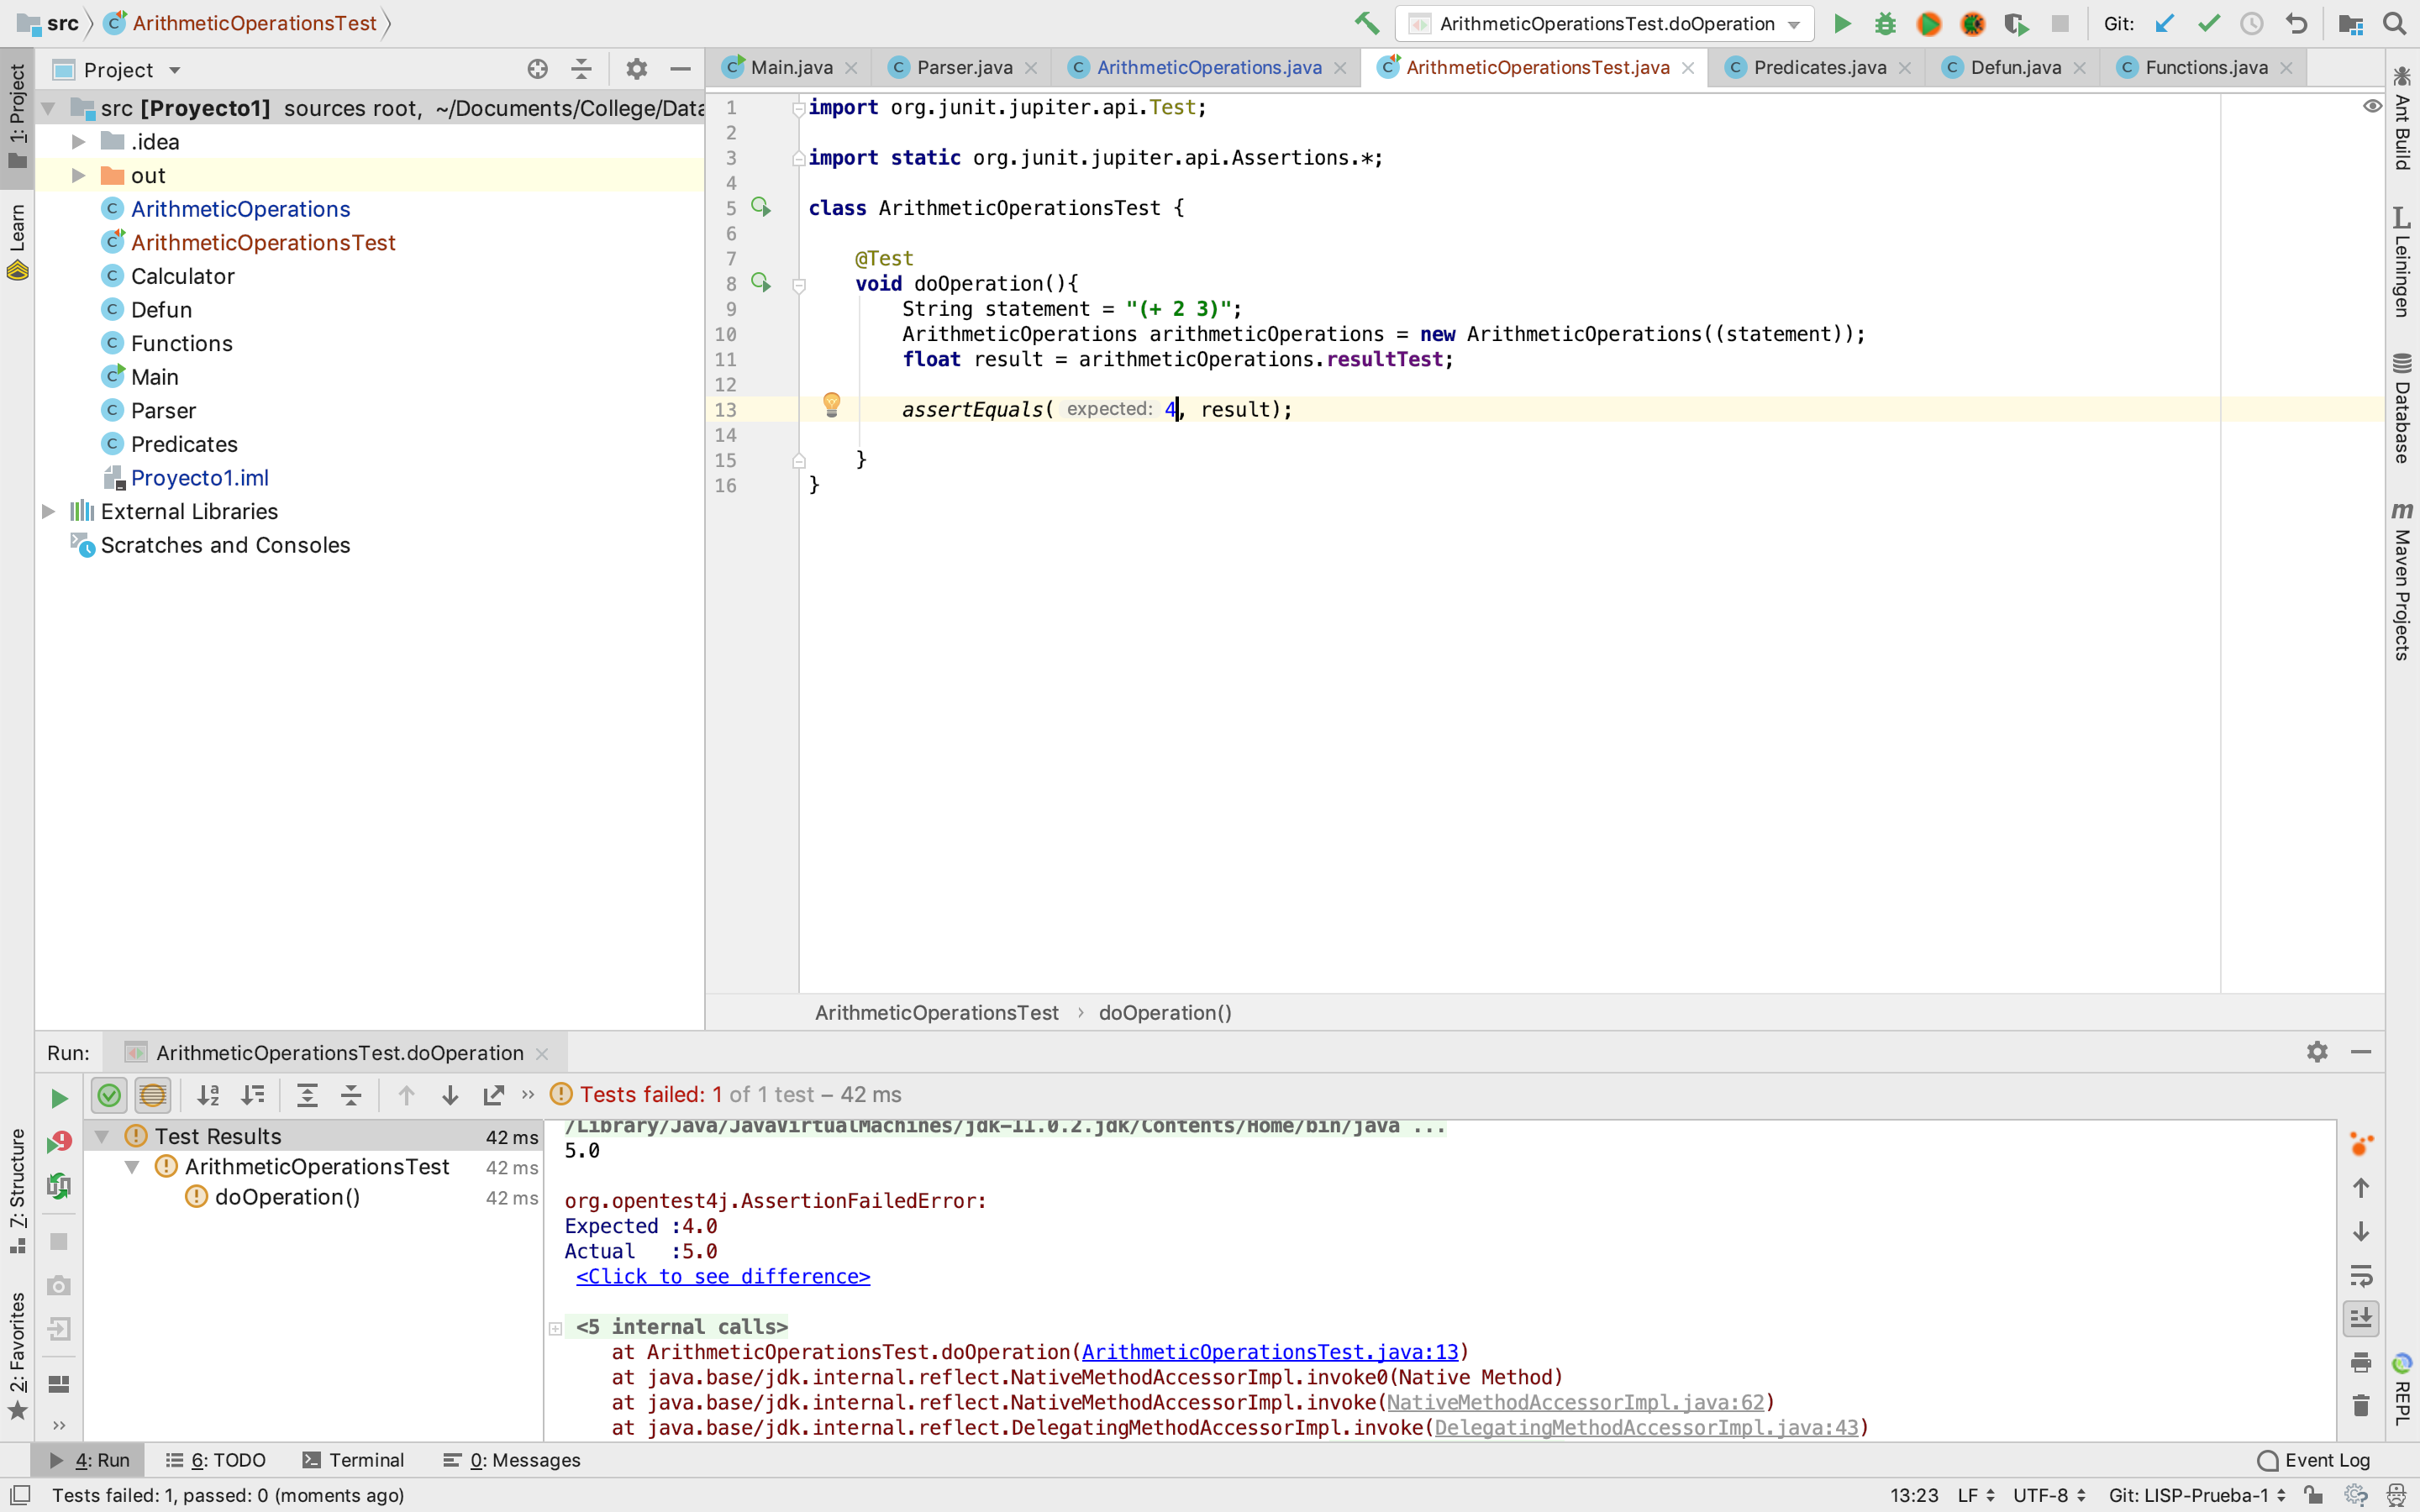 src ArithmeticOperationsTest
ArithmeticOperationsTest.doOperation Git:
Project
Main.java Parser.java ArithmeticOperations.java ArithmeticOperationsTest.java Predicates.java Defun.java Functions.java
1: Project
Learn
7: Structure
2: Favorites
src [Proyecto1] sources root, ~/Documents/College/Data
.idea
out
ArithmeticOperations
ArithmeticOperationsTest
Calculator
Defun
Functions
Main
Parser
Predicates
Proyecto1.iml
External Libraries
Scratches and Consoles
1 import org.junit.jupiter.api.Test;
2
3 import static org.junit.jupiter.api.Assertions.*;
4
5 class ArithmeticOperationsTest {
6
7 @Test
8 void doOperation(){
9 String statement = "(+ 2 3)";
10 ArithmeticOperations arithmeticOperations = new ArithmeticOperations((statement));
11 float result = arithmeticOperations.resultTest;
12
13 assertEquals( expected: 4, result);
14
15 }
16 }
ArithmeticOperationsTest › doOperation()
Ant Build
Leiningen
Database
Maven Projects
REPL
Run: ArithmeticOperationsTest.doOperation
Tests failed: 1 of 1 test – 42 ms
Test Results 42 ms
ArithmeticOperationsTest 42 ms
doOperation() 42 ms
/Library/Java/JavaVirtualMachines/jdk-11.0.2.jdk/Contents/Home/bin/java ...
5.0
org.opentest4j.AssertionFailedError:
Expected :4.0
Actual :5.0
<Click to see difference>
<5 internal calls>
at ArithmeticOperationsTest.doOperation(ArithmeticOperationsTest.java:13)
at java.base/jdk.internal.reflect.NativeMethodAccessorImpl.invoke0(Native Method)
at java.base/jdk.internal.reflect.NativeMethodAccessorImpl.invoke(NativeMethodAccessorImpl.java:62)
at java.base/jdk.internal.reflect.DelegatingMethodAccessorImpl.invoke(DelegatingMethodAccessorImpl.java:43)
4: Run 6: TODO Terminal 0: Messages Event Log
Tests failed: 1, passed: 0 (moments ago) 13:23 LF UTF-8 Git: LISP-Prueba-1